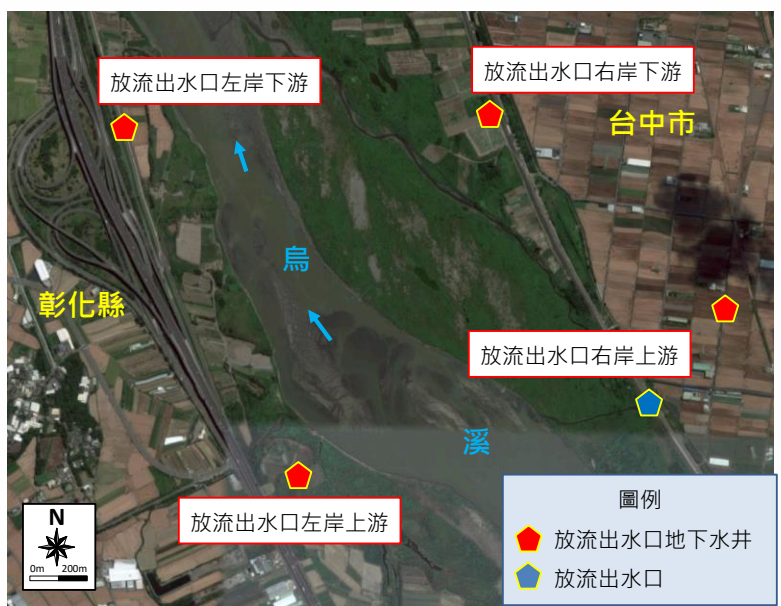 放流出水口左岸下游
放流出水口右岸下游
台中市
烏
彰化縣
放流出水口右岸上游
溪
放流出水口左岸上游
N
0m 200m
圖例
放流出水口地下水井
放流出水口